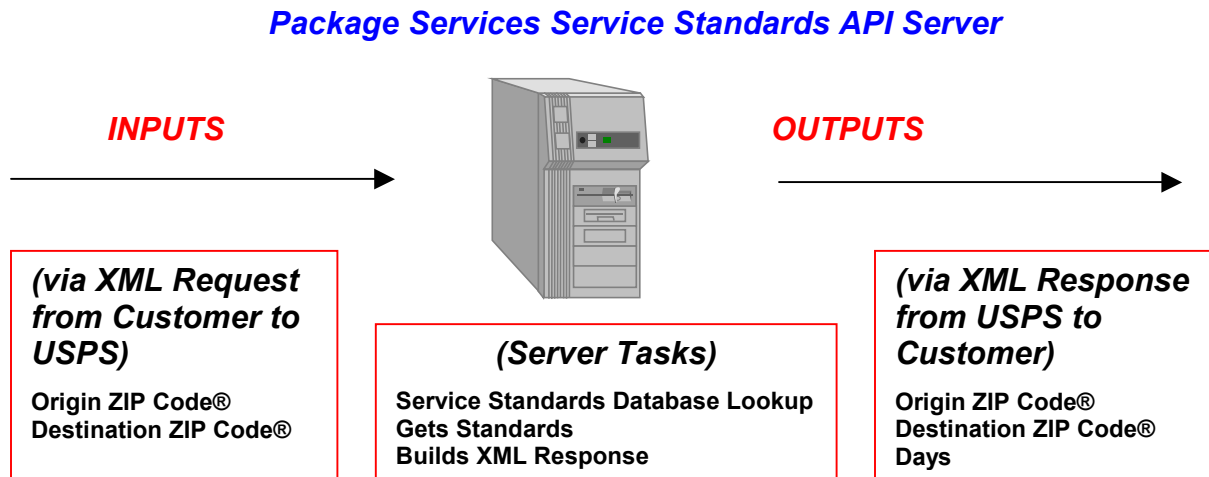 Package Services Service Standards API Server
INPUTS
OUTPUTS
(via XML Request
from Customer to
USPS)
Origin ZIP Code®
Destination ZIP Code®
(Server Tasks)
Service Standards Database Lookup
Gets Standards
Builds XML Response
(via XML Response
from USPS to
Customer)
Origin ZIP Code®
Destination ZIP Code®
Days